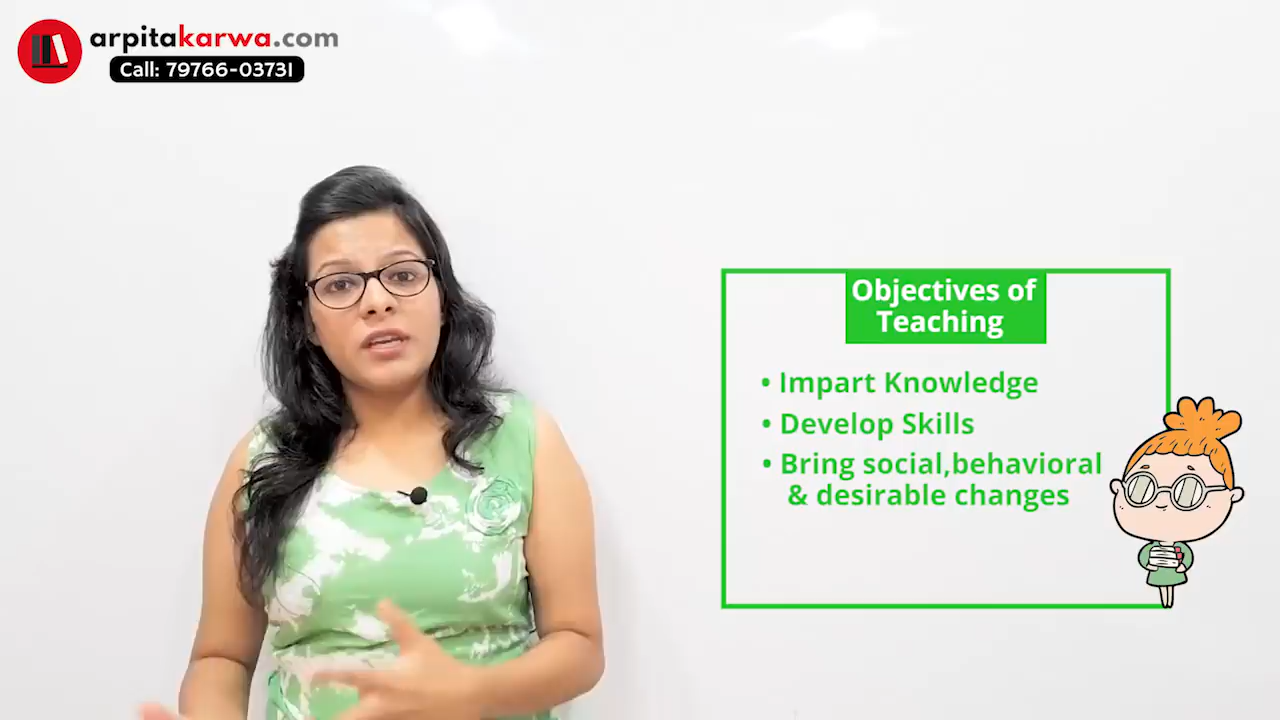 arpitakarwa.com
Call: 79766-03731
Objectives of
Teaching
• Impart Knowledge
• Develop Skills
• Bring social,behavioral
& desirable changes